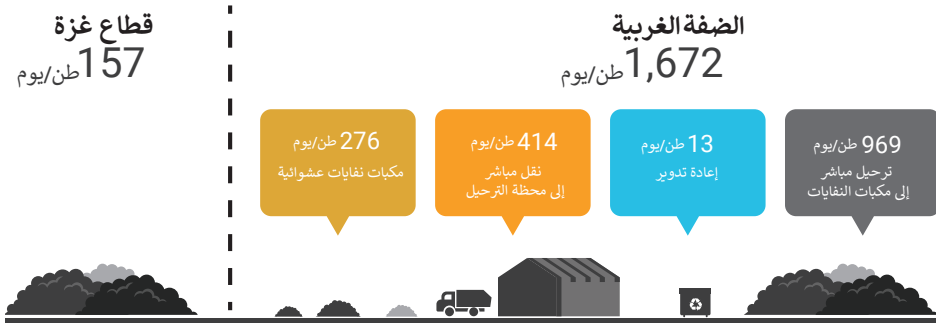 الضفة الغربية
1,672 طن/يوم
969 طن/يوم
ترحيل مباشر
إلى مكبات النفايات
13 طن/يوم
إعادة تدوير
414 طن/يوم
نقل مباشر
إلى محظة الترحيل
276 طن/يوم
مكبات نفايات عشوائية
قطاع غزة
157 طن/يوم